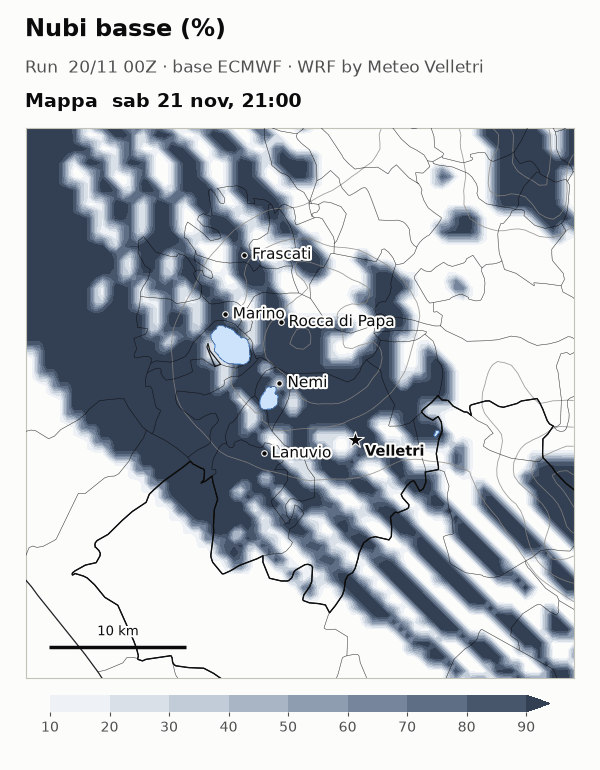 Nubi basse (%)
Run  20/11 00Z · base ECMWF · WRF by Meteo Velletri
Mappa  sab 21 nov, 21:00
Frascati
Marino
Rocca di Papa
Nemi
Velletri
Lanuvio
10 km
10 20 30 40 50 60 70 80 90